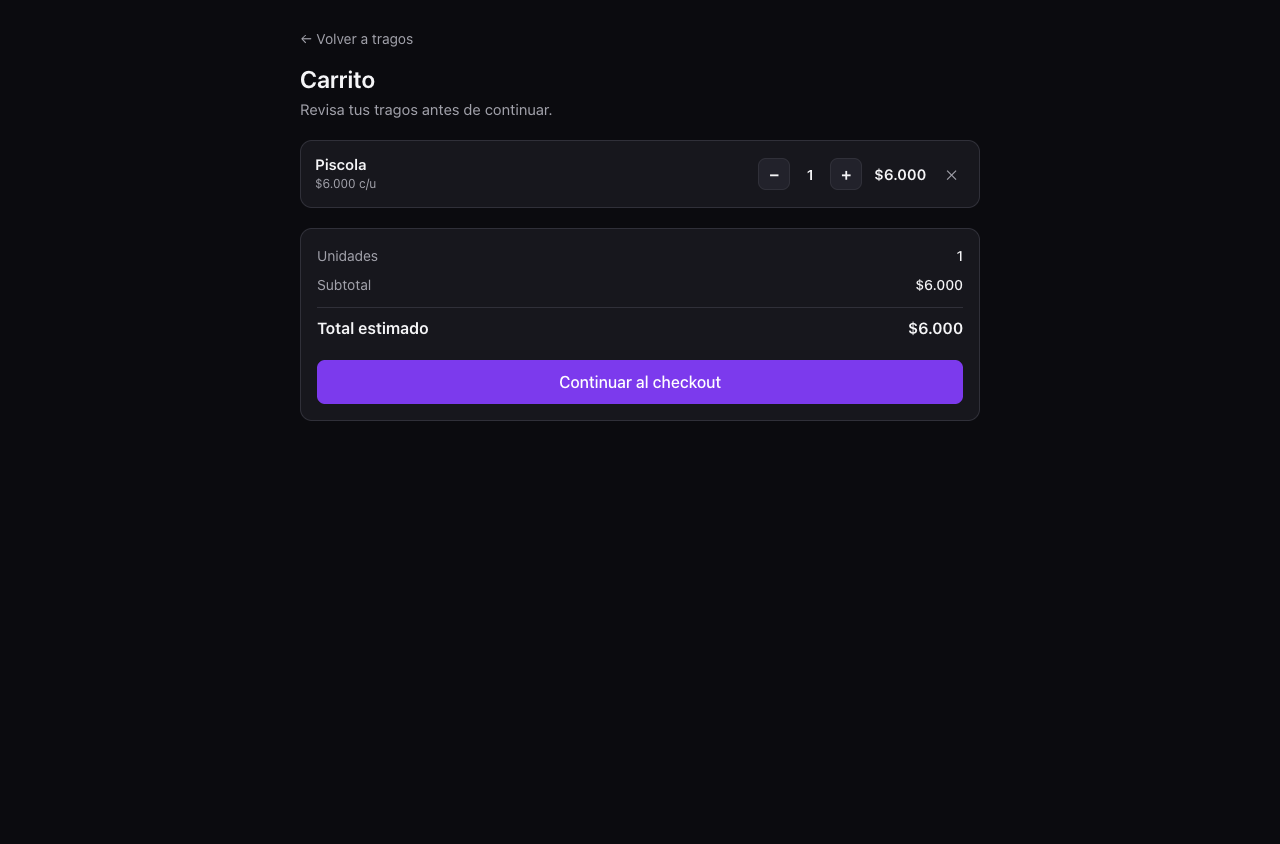 ← Volver a tragos
Carrito
Revisa tus tragos antes de continuar.
Piscola
$6.000 c/u
− 1 + $6.000 ×
Unidades 1
Subtotal $6.000
Total estimado $6.000
Continuar al checkout